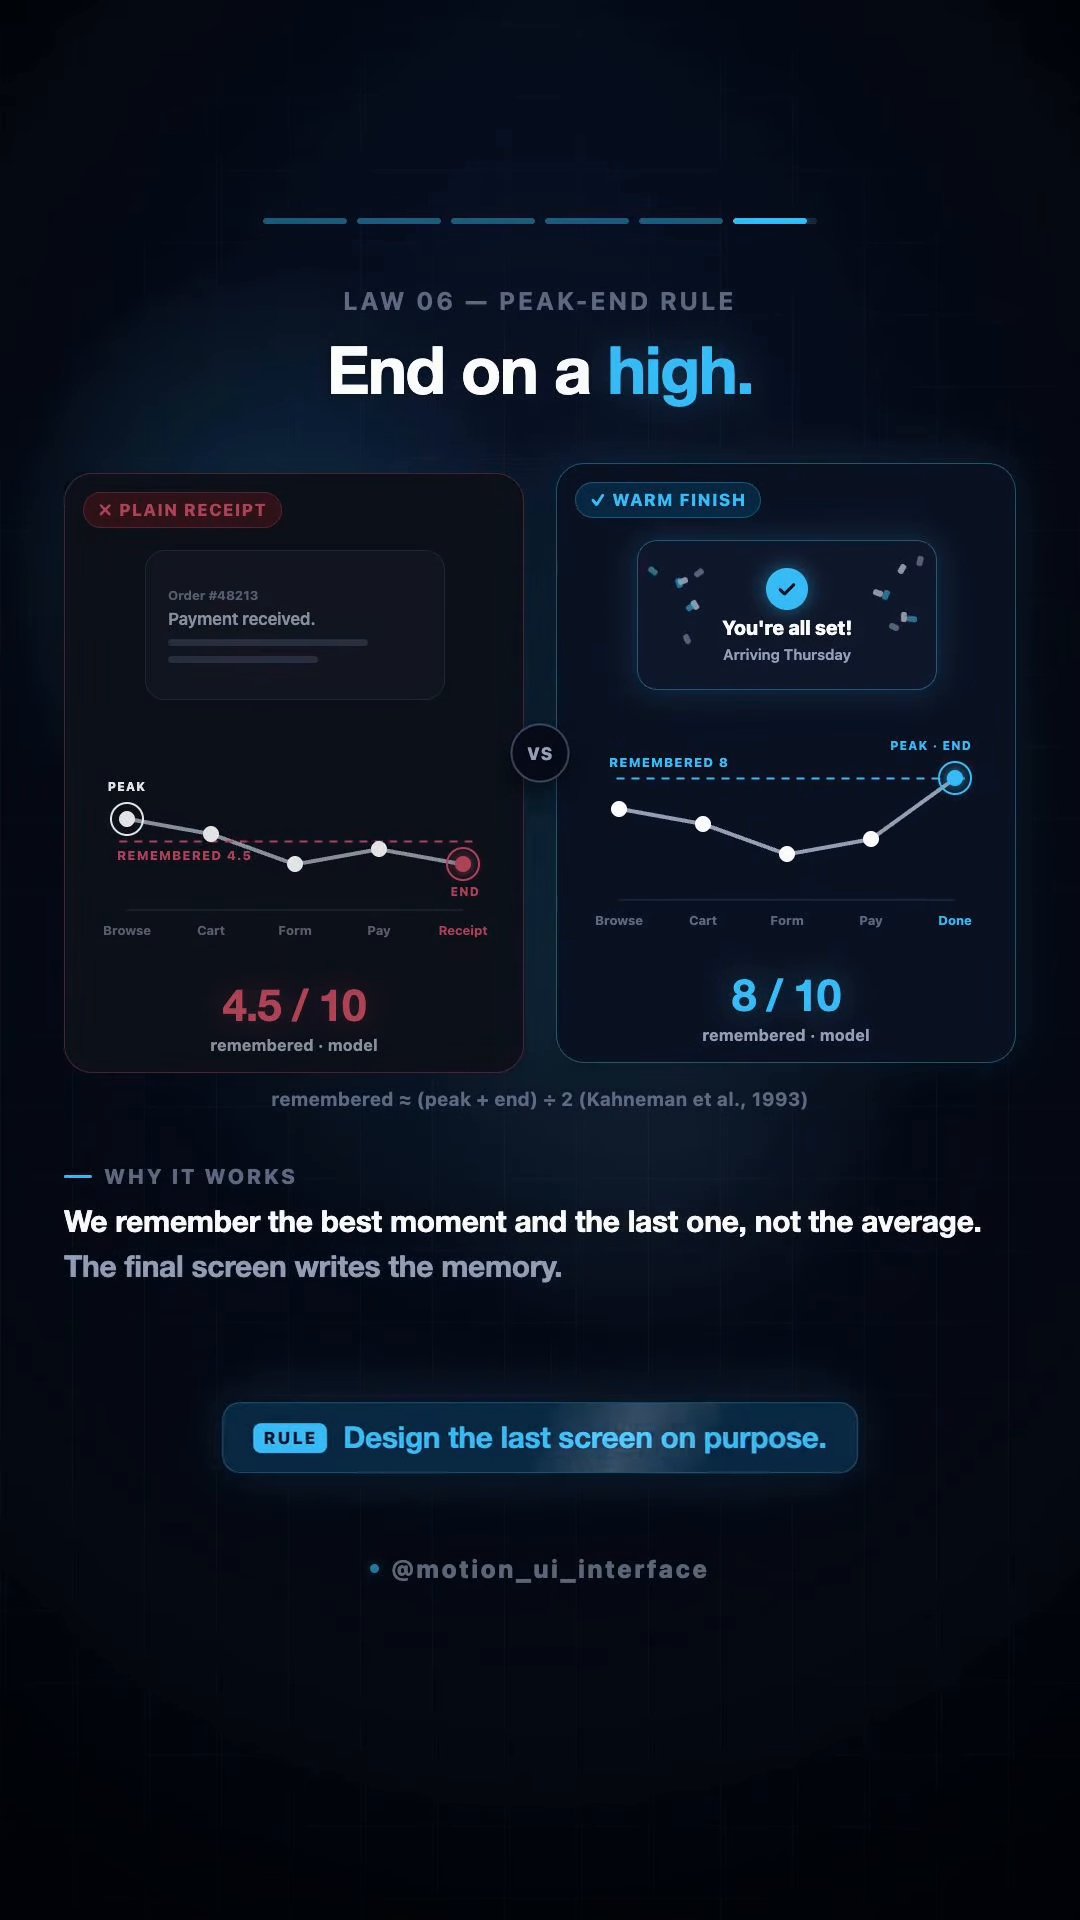 LAW 06 — PEAK-END RULE
End on a high.
✕ PLAIN RECEIPT
Order #48213
Payment received.
PEAK
REMEMBERED 4.5
END
Browse Cart Form Pay Receipt
4.5 / 10
remembered · model
VS
✓ WARM FINISH
You're all set!
Arriving Thursday
PEAK · END
REMEMBERED 8
Browse Cart Form Pay Done
8 / 10
remembered · model
remembered ≈ (peak + end) ÷ 2 (Kahneman et al., 1993)
WHY IT WORKS
We remember the best moment and the last one, not the average.
The final screen writes the memory.
RULE Design the last screen on purpose.
@motion_ui_interface